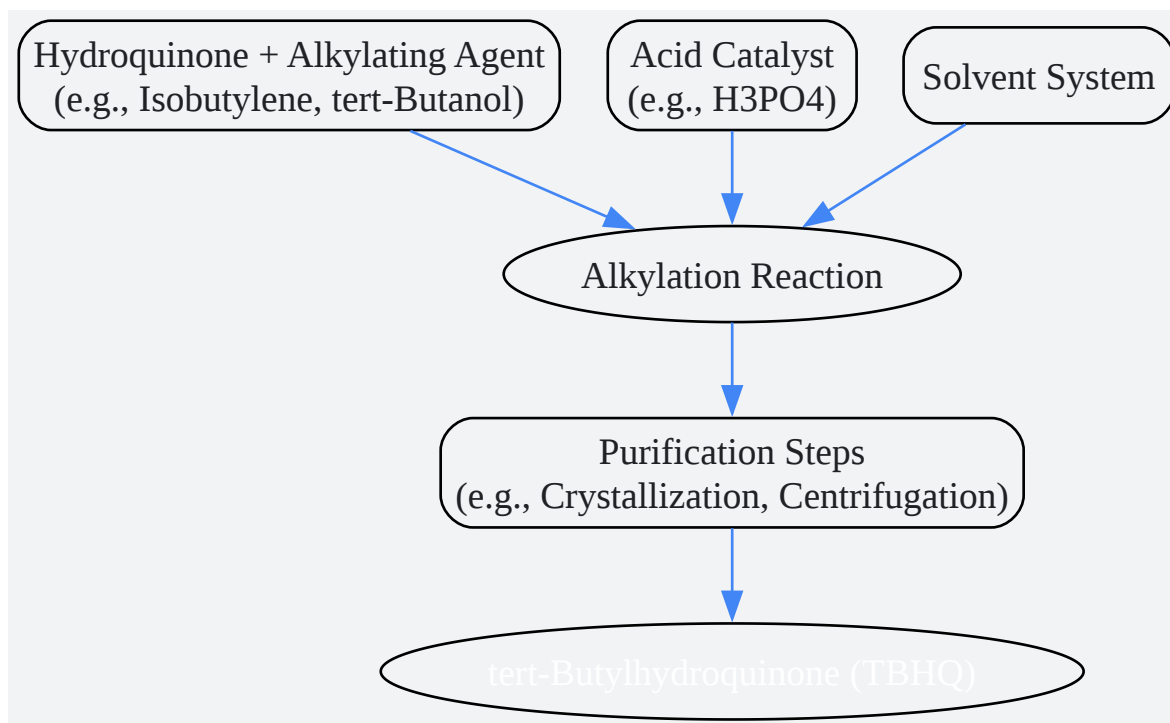 Hydroquinone + Alkylating Agent
(e.g., Isobutylene, tert-Butanol)
Acid Catalyst
(e.g., H3PO4)
Solvent System
Alkylation Reaction
Purification Steps
(e.g., Crystallization, Centrifugation)
tert-Butylhydroquinone (TBHQ)